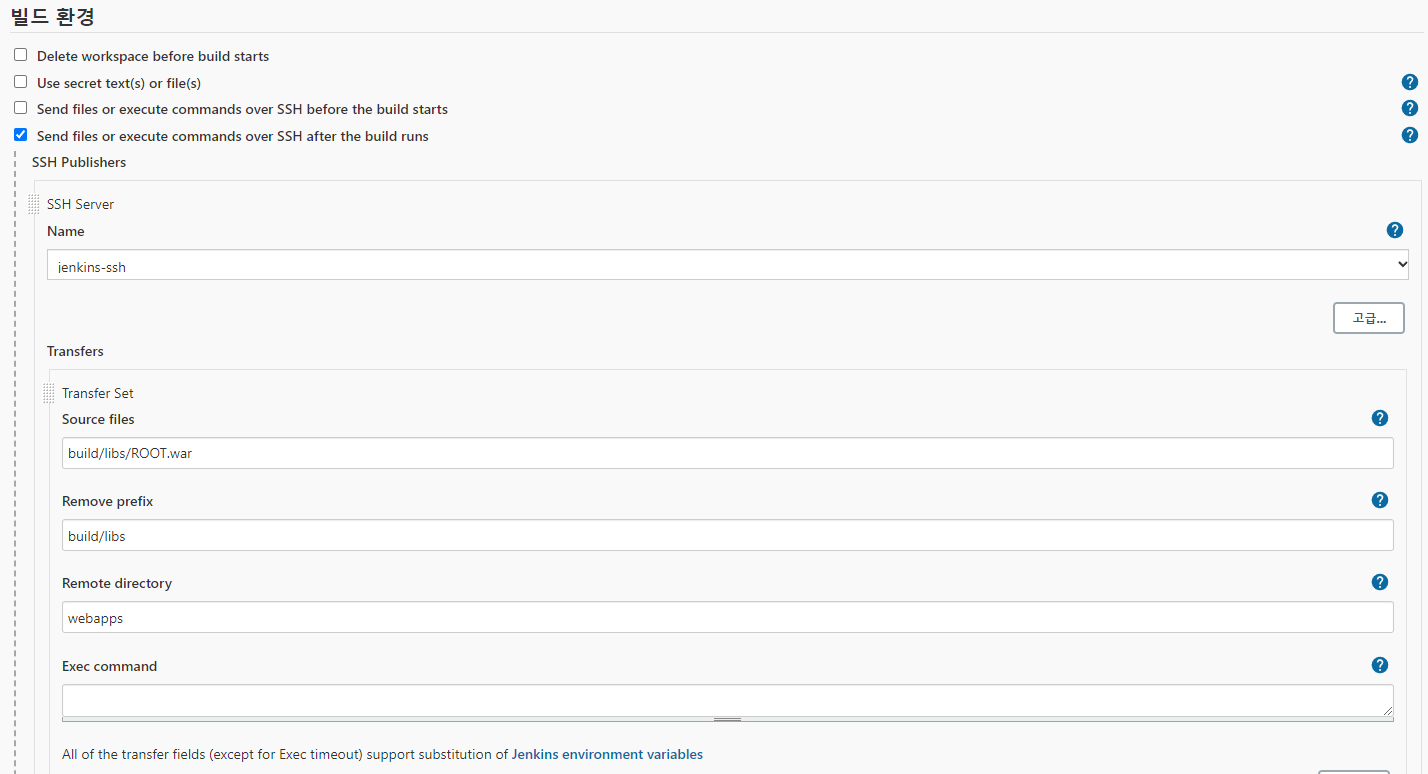 빌드 환경
Delete workspace before build starts
Use secret text(s) or file(s)
Send files or execute commands over SSH before the build starts
Send files or execute commands over SSH after the build runs
SSH Publishers
SSH Server
Name
jenkins-ssh
고급...
Transfers
Transfer Set
Source files
build/libs/ROOT.war
Remove prefix
build/libs
Remote directory
webapps
Exec command
All of the transfer fields (except for Exec timeout) support substitution of Jenkins environment variables